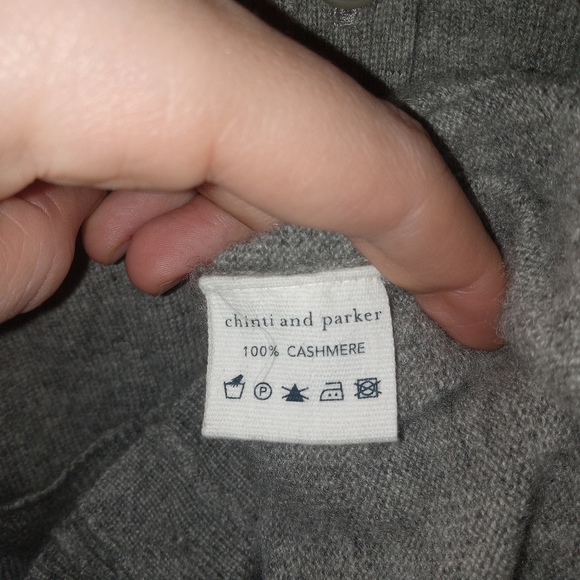 chinti and parker
100% CASHMERE
P